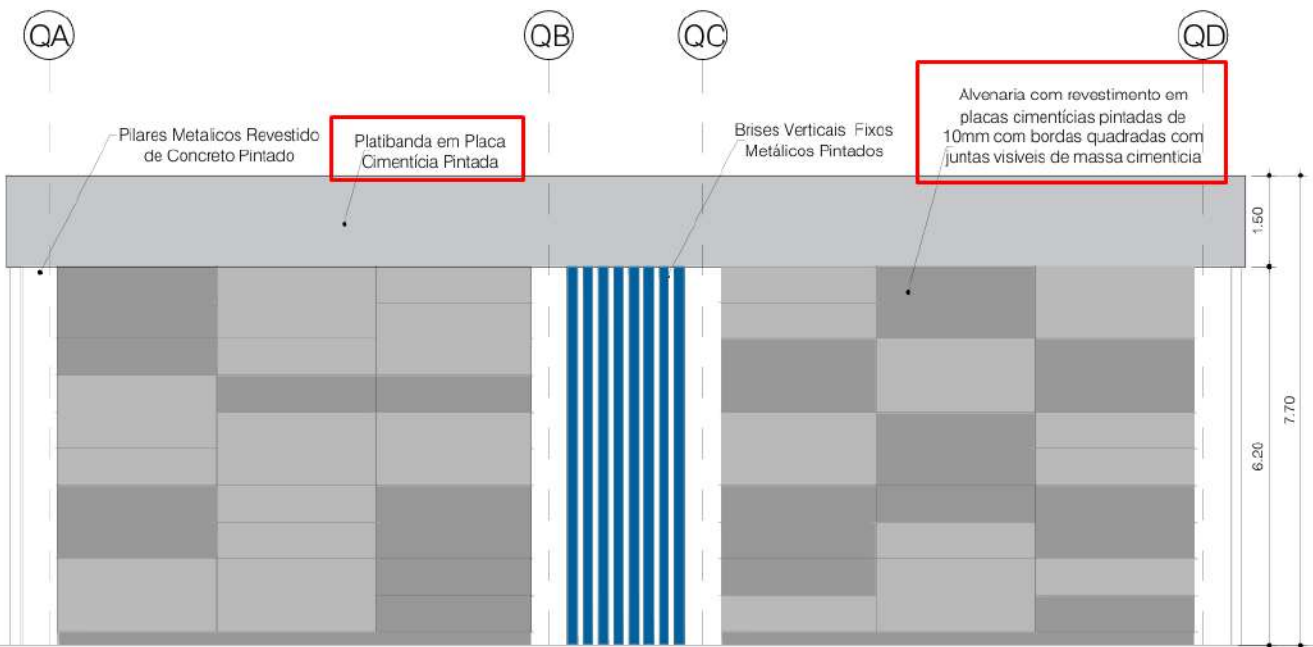 QA
QB
QC
QD
Pilares Metalicos Revestido
de Concreto Pintado
Platibanda em Placa
Cimentícia Pintada
Brises Verticais Fixos
Metálicos Pintados
Alvenaria com revestimento em
placas cimentícias pintadas de
10mm com bordas quadradas com
juntas visiveis de massa cimenticia
1.50
6.20
7.70